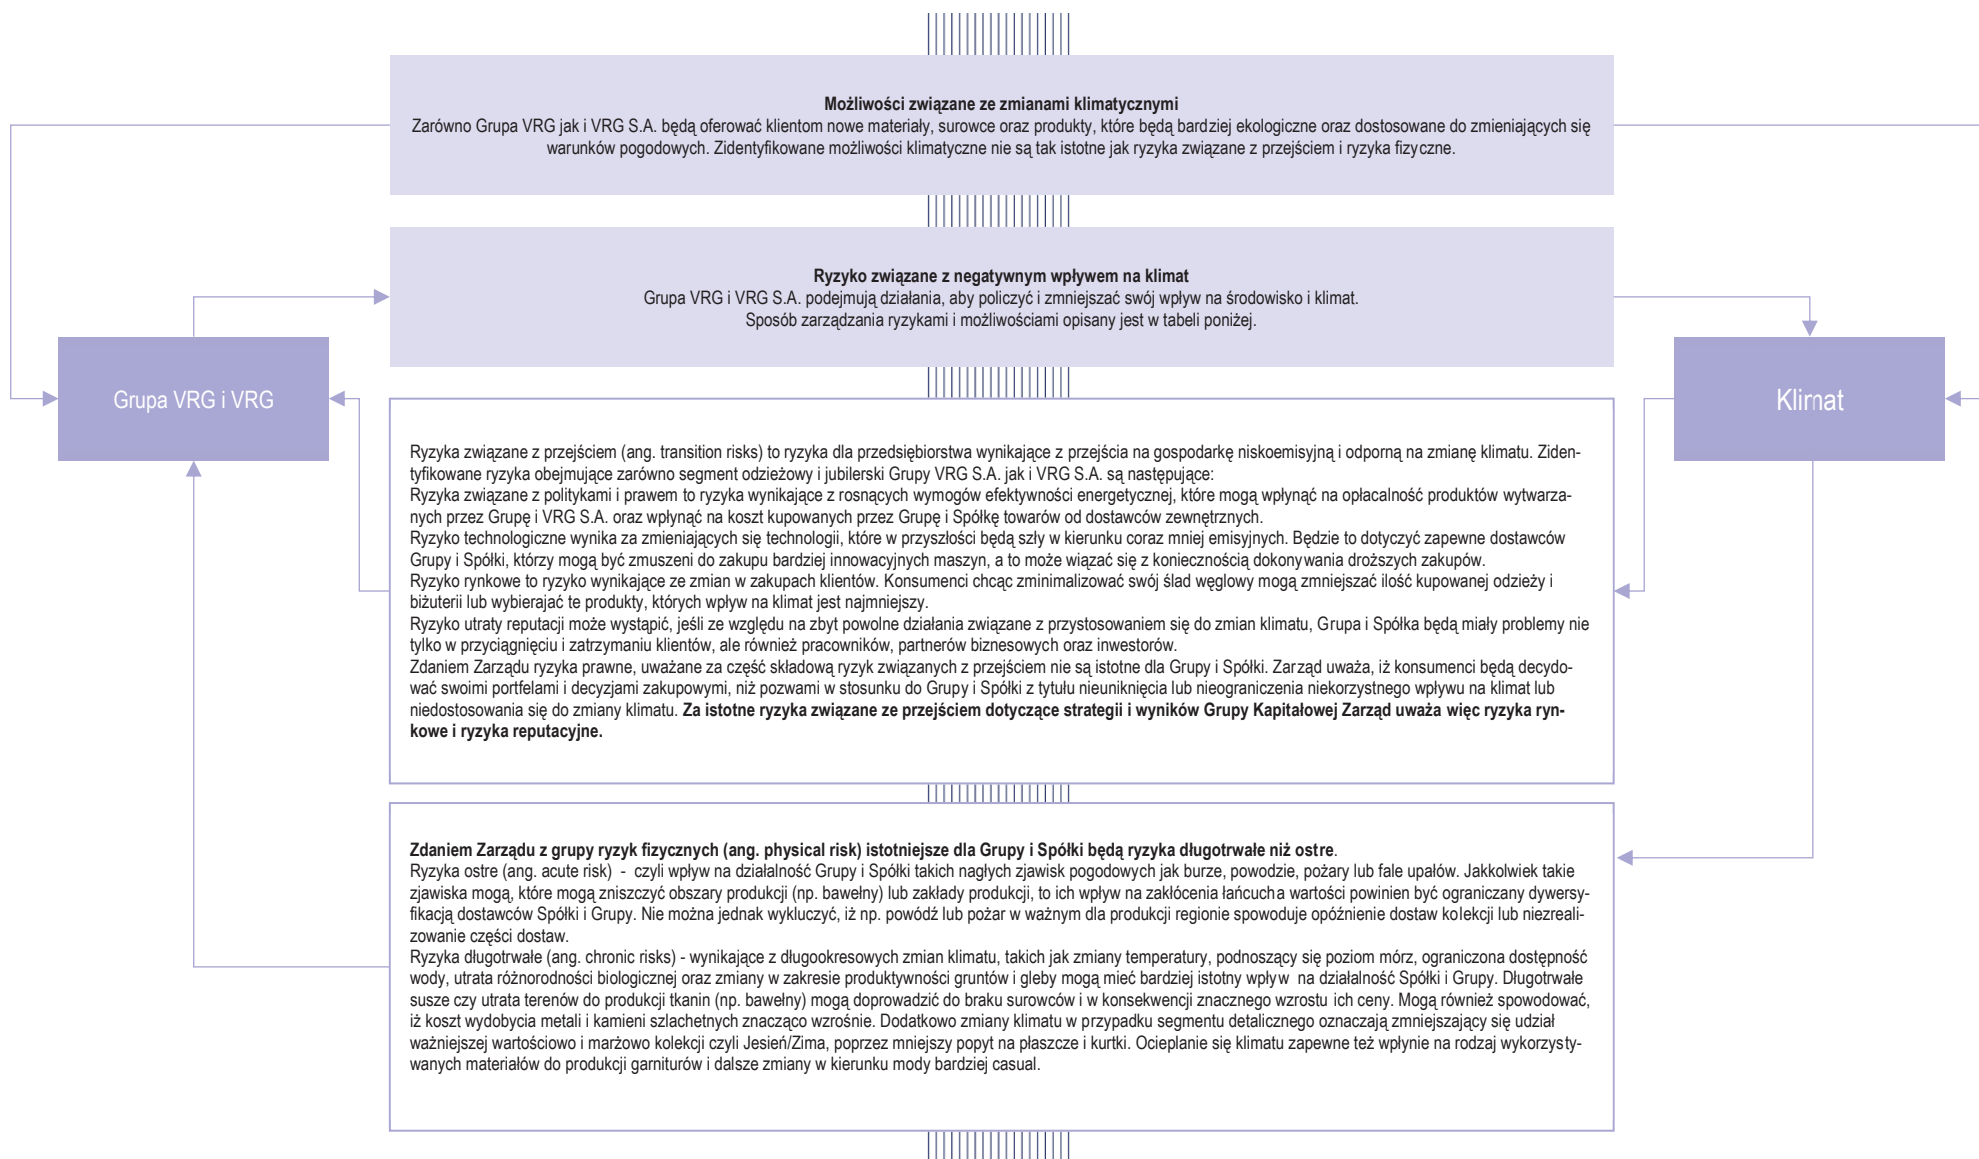 Możliwości związane ze zmianami klimatycznymi
Zarówno Grupa VRG jak i VRG S.A. będą oferować klientom nowe materiały, surowce oraz produkty, które będą bardziej ekologiczne oraz dostosowane do zmieniających się
warunków pogodowych. Zidentyfikowane możliwości klimatyczne nie są tak istotne jak ryzyka związane z przejściem i ryzyka fizyczne.
Ryzyko związane z negatywnym wpływem na klimat
Grupa VRG i VRG S.A. podejmują działania, aby policzyć i zmniejszać swój wpływ na środowisko i klimat.
Sposób zarządzania ryzykami i możliwościami opisany jest w tabeli poniżej.
Grupa VRG i VRG
Klimat
Ryzyka związane z przejściem (ang. transition risks) to ryzyka dla przedsiębiorstwa wynikające z przejścia na gospodarkę niskoemisyjną i odporną na zmianę klimatu. Ziden-
tyfikowane ryzyka obejmujące zarówno segment odzieżowy i jubilerski Grupy VRG S.A. jak i VRG S.A. są następujące:
Ryzyka związane z politykami i prawem to ryzyka wynikające z rosnących wymogów efektywności energetycznej, które mogą wpłynąć na opłacalność produktów wytwarza-
nych przez Grupę i VRG S.A. oraz wpłynąć na koszt kupowanych przez Grupę i Spółkę towarów od dostawców zewnętrznych.
Ryzyko technologiczne wynika za zmieniających się technologii, które w przyszłości będą szły w kierunku coraz mniej emisyjnych. Będzie to dotyczyć zapewne dostawców
Grupy i Spółki, którzy mogą być zmuszeni do zakupu bardziej innowacyjnych maszyn, a to może wiązać się z koniecznością dokonywania droższych zakupów.
Ryzyko rynkowe to ryzyko wynikające ze zmian w zakupach klientów. Konsumenci chcąc zminimalizować swój ślad węglowy mogą zmniejszać ilość kupowanej odzieży i
biżuterii lub wybierajać te produkty, których wpływ na klimat jest najmniejszy.
Ryzyko utraty reputacji może wystąpić, jeśli ze względu na zbyt powolne działania związane z przystosowaniem się do zmian klimatu, Grupa i Spółka będą miały problemy nie
tylko w przyciągnięciu i zatrzymaniu klientów, ale również pracowników, partnerów biznesowych oraz inwestorów.
Zdaniem Zarządu ryzyka prawne, uważane za część składową ryzyk związanych z przejściem nie są istotne dla Grupy i Spółki. Zarząd uważa, iż konsumenci będą decydo-
wać swoimi portfelami i decyzjami zakupowymi, niż pozwami w stosunku do Grupy i Spółki z tytułu nieuniknięcia lub nieograniczenia niekorzystnego wpływu na klimat lub
niedostosowania się do zmiany klimatu. Za istotne ryzyka związane ze przejściem dotyczące strategii i wyników Grupy Kapitałowej Zarząd uważa więc ryzyka ryn-
kowe i ryzyka reputacyjne.
Zdaniem Zarządu z grupy ryzyk fizycznych (ang. physical risk) istotniejsze dla Grupy i Spółki będą ryzyka długotrwałe niż ostre.
Ryzyka ostre (ang. acute risk) - czyli wpływ na działalność Grupy i Spółki takich nagłych zjawisk pogodowych jak burze, powodzie, pożary lub fale upałów. Jakkolwiek takie
zjawiska mogą, które mogą zniszczyć obszary produkcji (np. bawełny) lub zakłady produkcji, to ich wpływ na zakłócenia łańcucha wartości powinien być ograniczany dywersy-
fikacją dostawców Spółki i Grupy. Nie można jednak wykluczyć, iż np. powódź lub pożar w ważnym dla produkcji regionie spowoduje opóźnienie dostaw kolekcji lub niezreali-
zowanie części dostaw.
Ryzyka długotrwałe (ang. chronic risks) - wynikające z długookresowych zmian klimatu, takich jak zmiany temperatury, podnoszący się poziom mórz, ograniczona dostępność
wody, utrata różnorodności biologicznej oraz zmiany w zakresie produktywności gruntów i gleby mogą mieć bardziej istotny wpływ na działalność Spółki i Grupy. Długotrwałe
susze czy utrata terenów do produkcji tkanin (np. bawełny) mogą doprowadzić do braku surowców i w konsekwencji znacznego wzrostu ich ceny. Mogą również spowodować,
iż koszt wydobycia metali i kamieni szlachetnych znacząco wzrośnie. Dodatkowo zmiany klimatu w przypadku segmentu detalicznego oznaczają zmniejszający się udział
ważniejszej wartościowo i marżowo kolekcji czyli Jesień/Zima, poprzez mniejszy popyt na płaszcze i kurtki. Ocieplanie się klimatu zapewne też wpłynie na rodzaj wykorzysty-
wanych materiałów do produkcji garniturów i dalsze zmiany w kierunku mody bardziej casual.